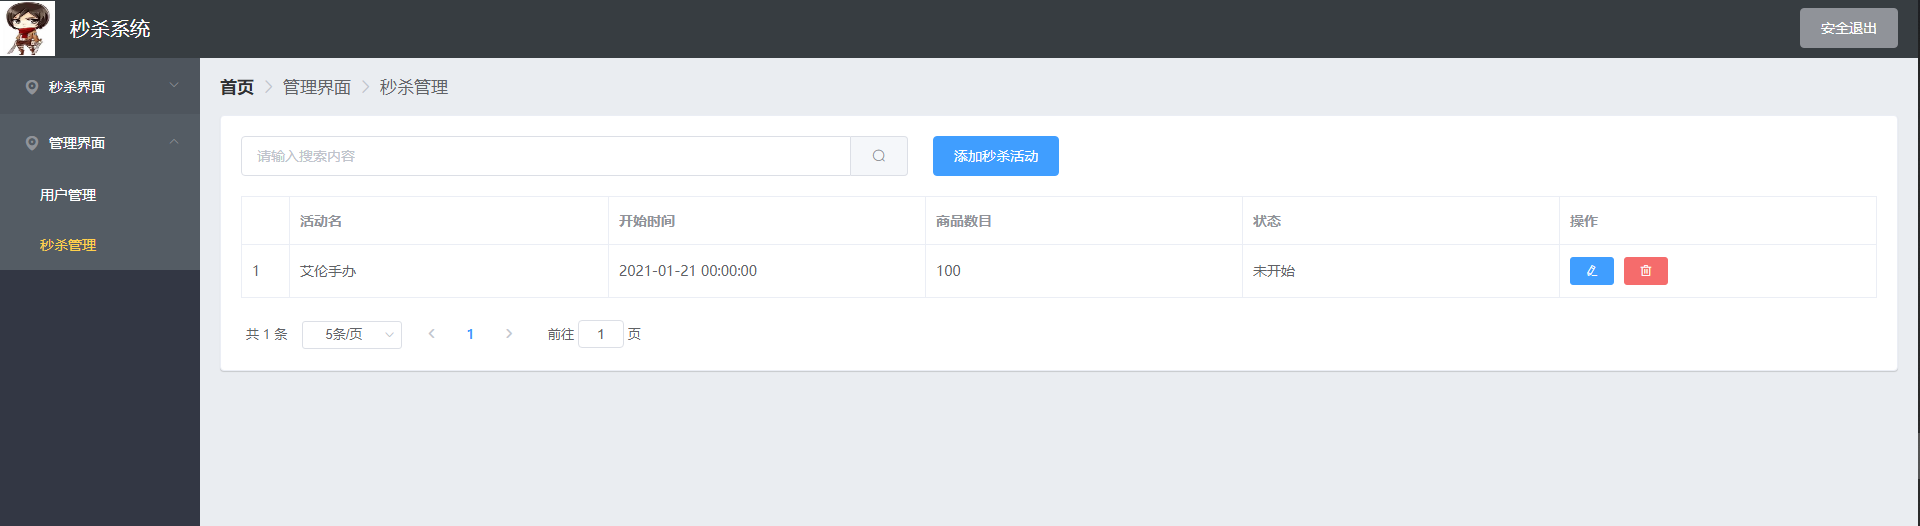 秒杀系统
安全退出
秒杀界面
管理界面
用户管理
秒杀管理
首页 管理界面 秒杀管理
请输入搜索内容
添加秒杀活动
活动名 开始时间 商品数目 状态 操作
1 艾伦手办 2021-01-21 00:00:00 100 未开始
共 1 条 5条/页 1 前往 1 页